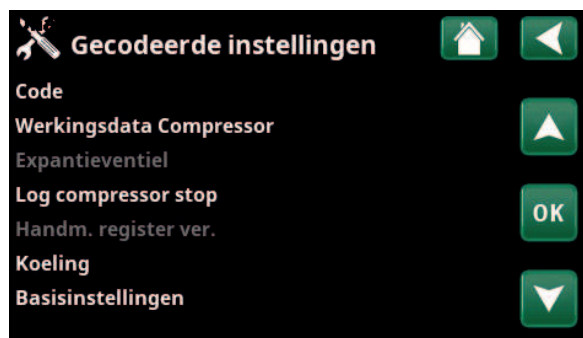 Gecodeerde instellingen
Code
Werkingsdata Compressor
Expantieventiel
Log compressor stop
OK
Handm. register ver.
Koeling
Basisinstellingen